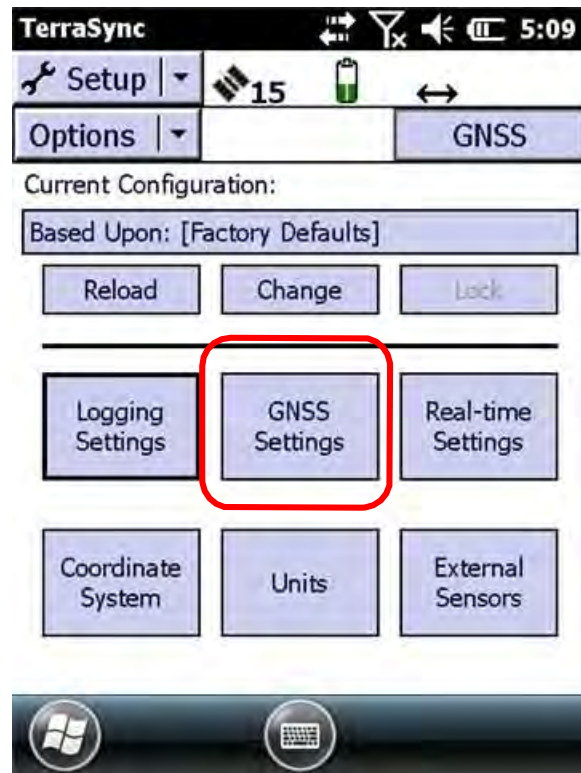 TerraSync 5:09
Setup 15
Options GNSS
Current Configuration:
Based Upon: [Factory Defaults]
Reload Change Lock
Logging GNSS Real-time
Settings Settings Settings
Coordinate Units External
System Sensors